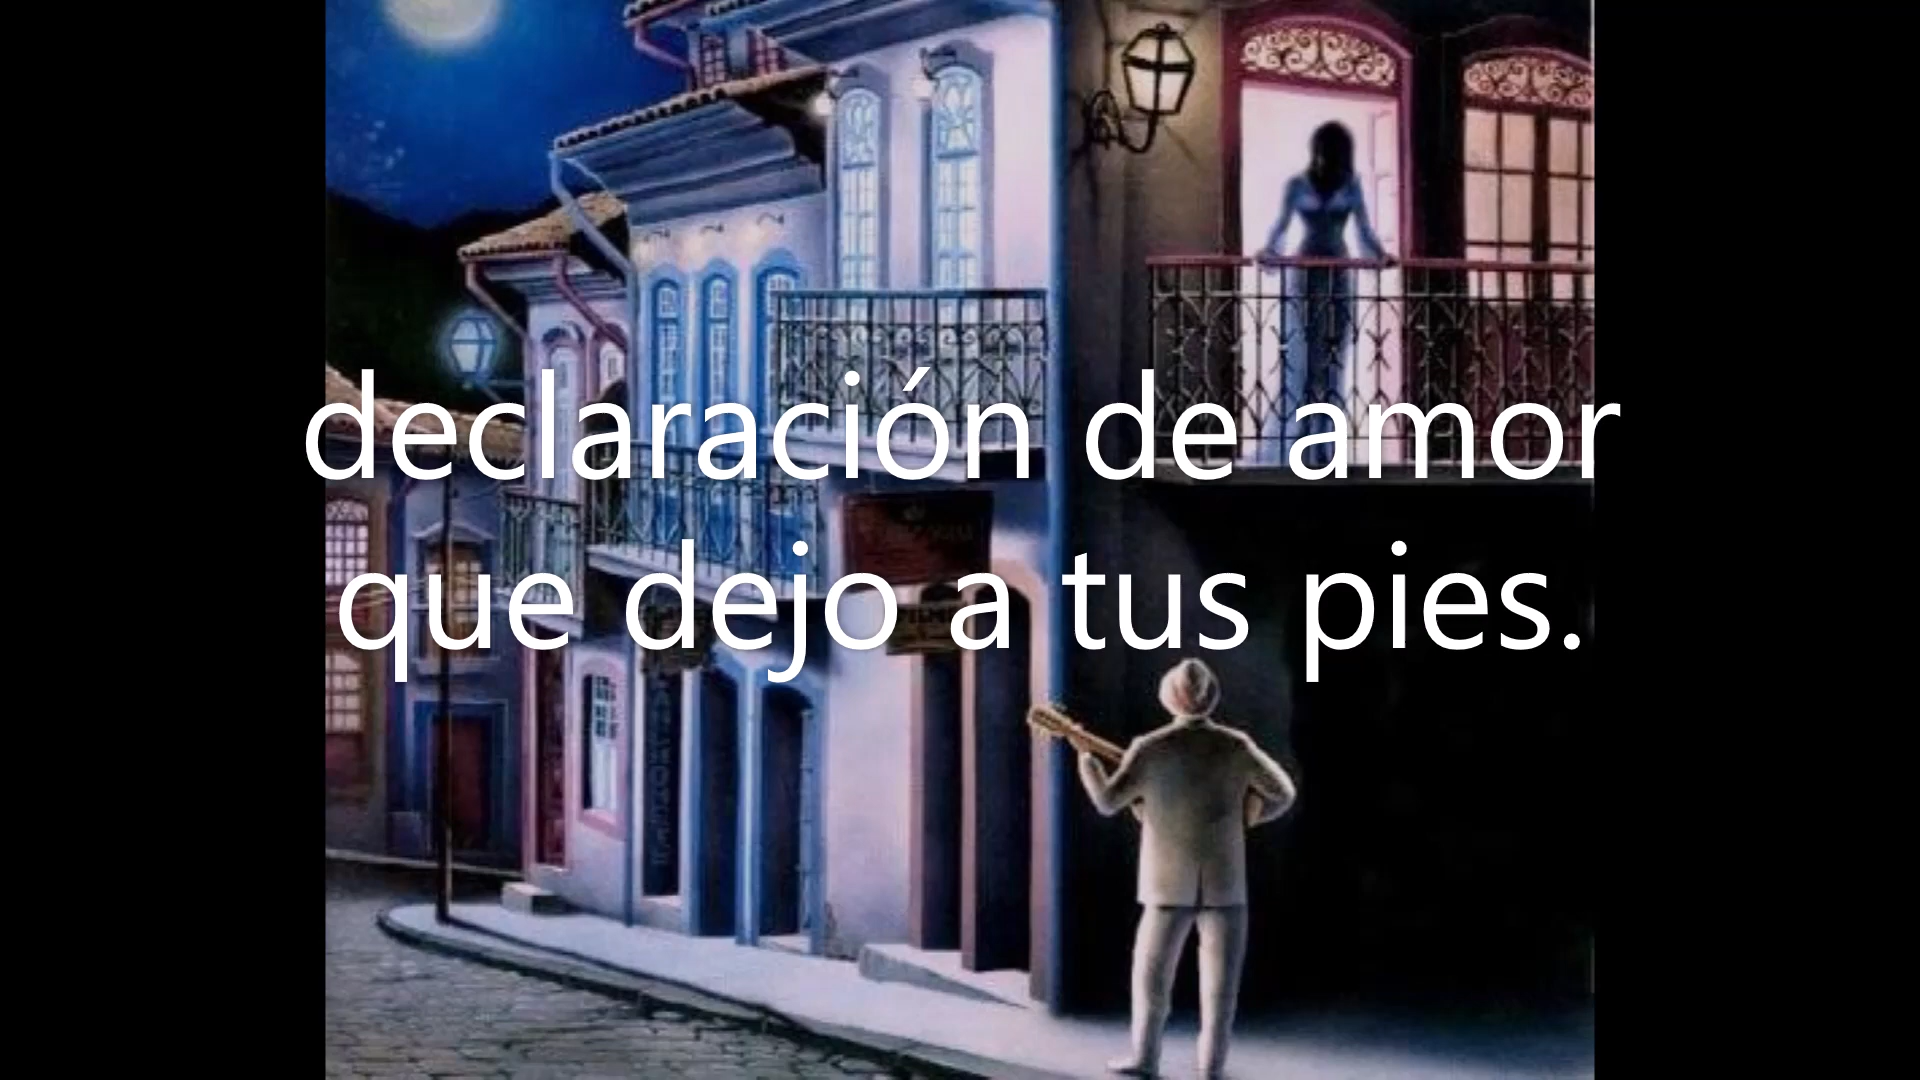 declaración de amor
que dejo a tus pies.